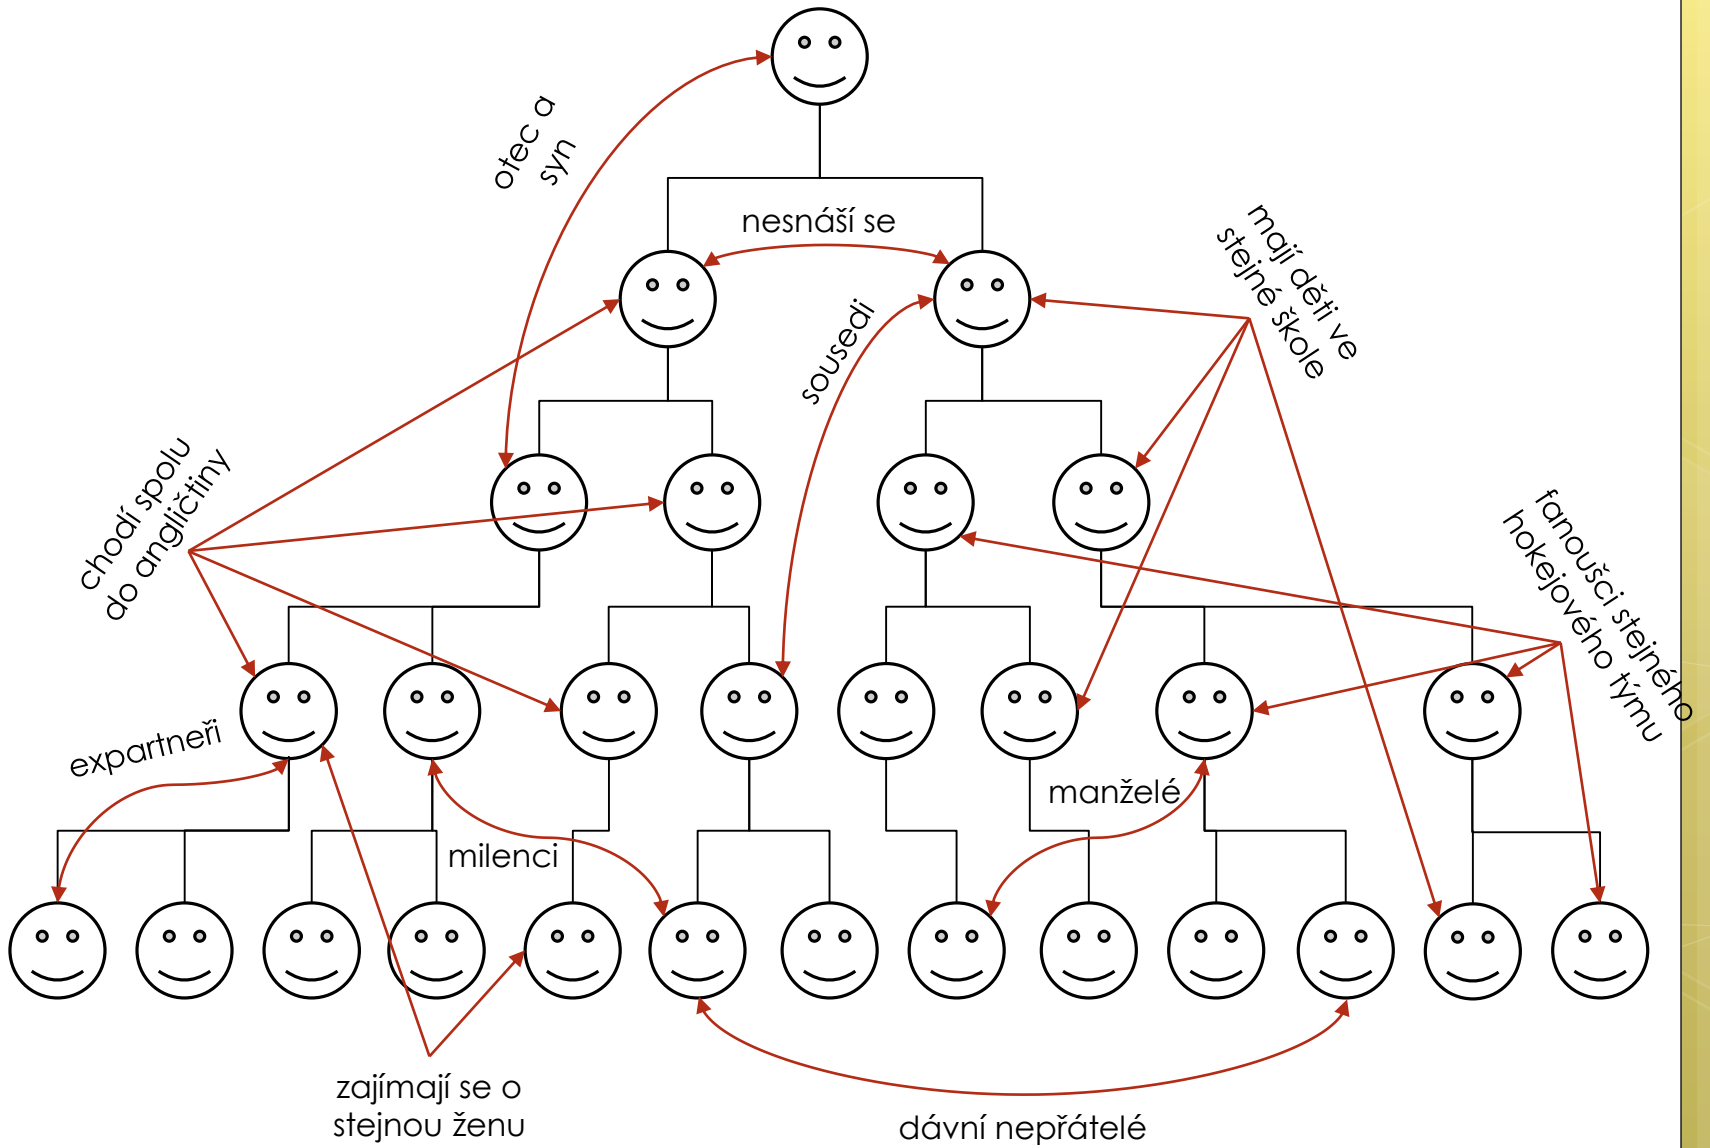 otec a
syn
nesnáší se
mají děti ve
stejné škole
sousedi
chodí spolu
do angličtiny
fanoušci stejného
hokejového týmu
expartneři
manželé
milenci
zajímají se o
stejnou ženu
dávní nepřátelé